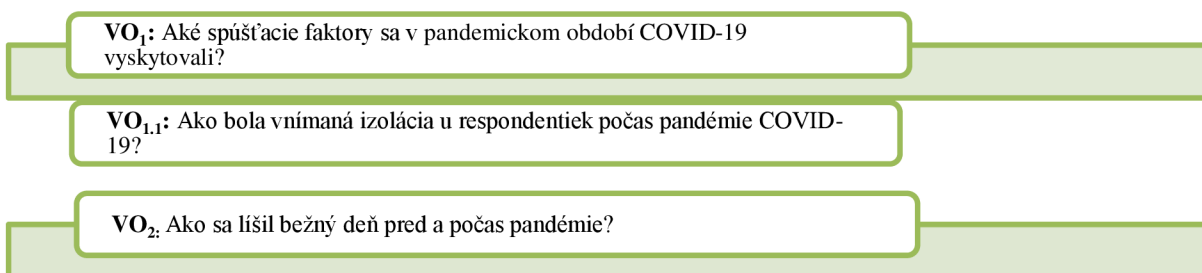 VO₁: Aké spúšťacie faktory sa v pandemickom období COVID-19
vyskytovali?
VO₁.₁: Ako bola vnímaná izolácia u respondentiek počas pandémie COVID-
19?
VO₂: Ako sa líšil bežný deň pred a počas pandémie?